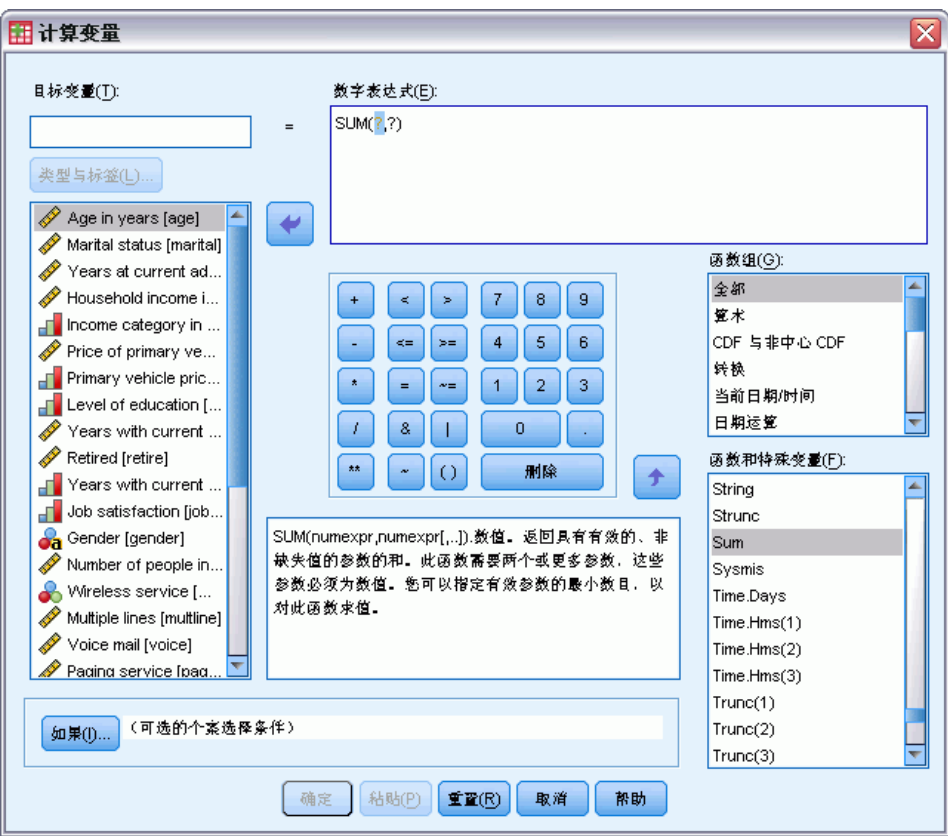 计算变量
目标变量(T):
数字表达式(E):
=
SUM(?,?)
类型与标签(L)...
Age in years [age]
Marital status [marital]
Years at current ad...
Household income i...
Income category in ...
Price of primary ve...
Primary vehicle pric...
Level of education [...
Years with current ...
Retired [retire]
Years with current ...
Job satisfaction [job...
Gender [gender]
Number of people in...
Wireless service [...
Multiple lines [multline]
Voice mail [voice]
Paging service [pag...
+ < > 7 8 9
- <= >= 4 5 6
* = ~= 1 2 3
/ & | 0 .
** ~ ( ) 删除
函数组(G):
全部
算术
CDF 与非中心 CDF
转换
当前日期/时间
日期运算
函数和特殊变量(F):
String
Strunc
Sum
Sysmis
Time.Days
Time.Hms(1)
Time.Hms(2)
Time.Hms(3)
Trunc(1)
Trunc(2)
Trunc(3)
SUM(numexpr,numexpr[,..]).数值。返回具有有效的、非
缺失值的参数的和。此函数需要两个或更多参数，这些
参数必须为数值。您可以指定有效参数的最小数目，以
对此函数求值。
如果(I)...
（可选的个案选择条件）
确定
粘贴(P)
重置(R)
取消
帮助